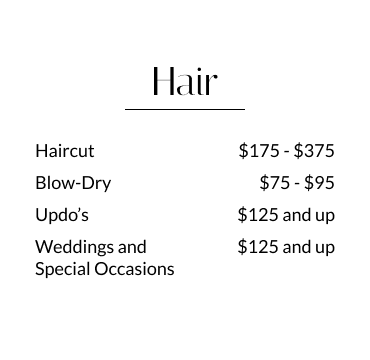 Hair
Haircut $175 - $375
Blow-Dry $75 - $95
Updo’s $125 and up
Weddings and $125 and up
Special Occasions